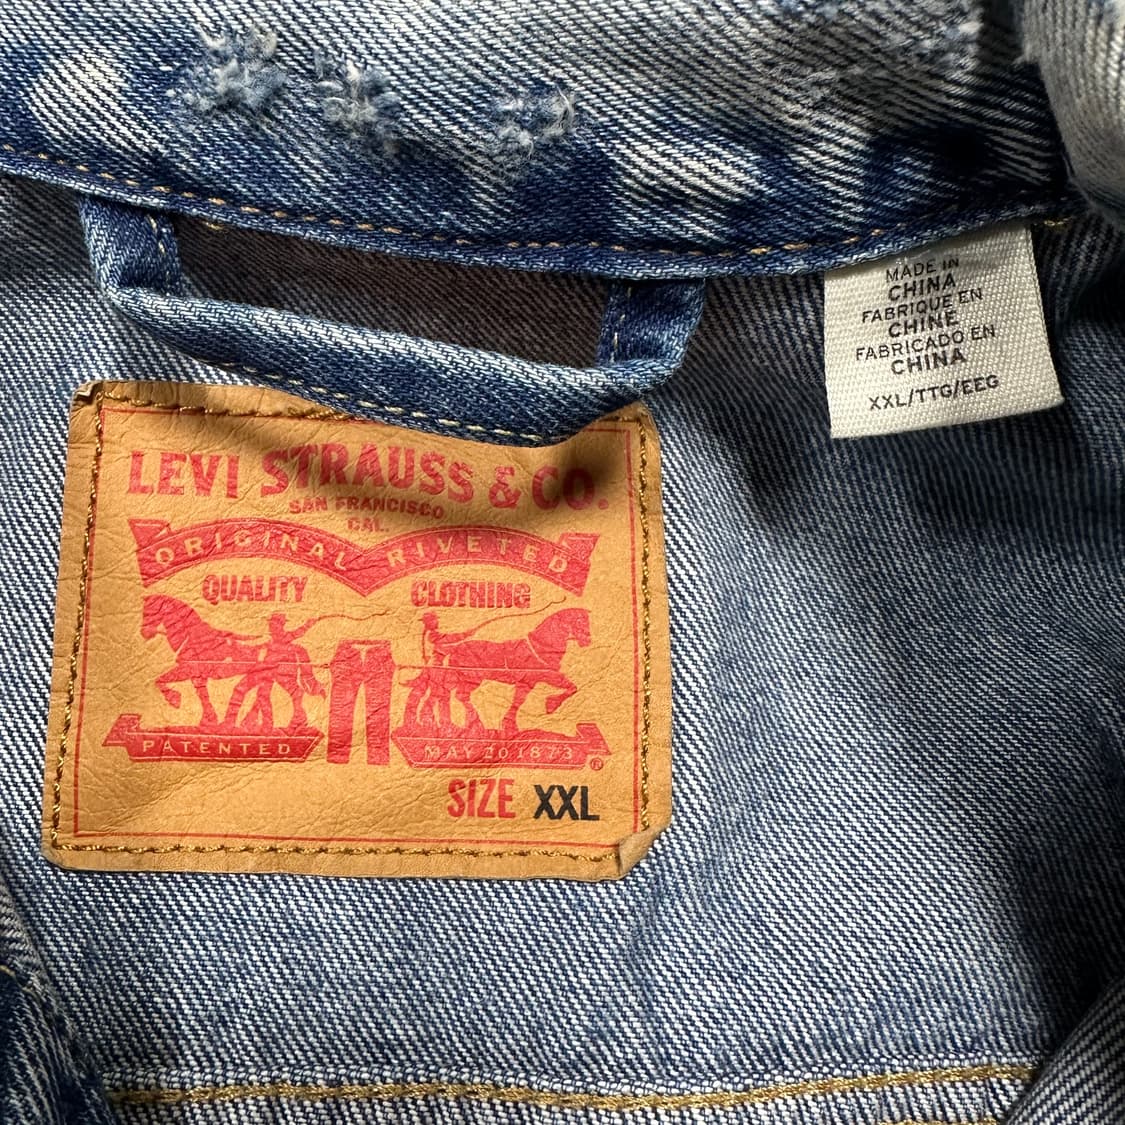 MADE IN
CHINA
FABRIQUE EN
CHINE
FABRICADO EN
CHINA
XXL/TTG/EEG
LEVI STRAUSS & CO.
SAN FRANCISCO
CAL.
ORIGINAL RIVETED
QUALITY CLOTHING
PATENTED MAY 20 1873 ®
SIZE XXL